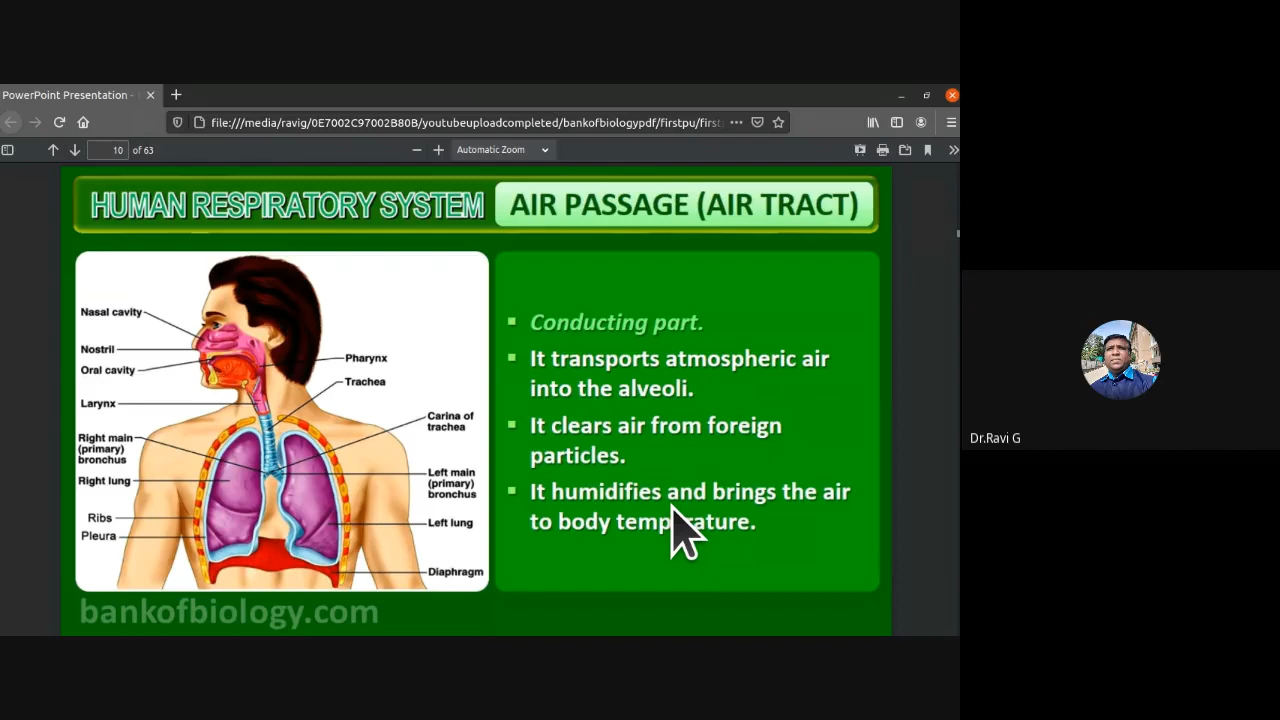 PowerPoint Presentation -
file:///media/ravig/0E7002C97002B80B/youtubeuploadcompleted/bankofbiologypdf/firstpu/first
10 of 63
Automatic Zoom
HUMAN RESPIRATORY SYSTEM
AIR PASSAGE (AIR TRACT)
Nasal cavity
Nostril
Oral cavity
Larynx
Right main
(primary)
bronchus
Right lung
Ribs
Pleura
Pharynx
Trachea
Carina of
trachea
Left main
(primary)
bronchus
Left lung
Diaphragm
Conducting part.
It transports atmospheric air
into the alveoli.
It clears air from foreign
particles.
It humidifies and brings the air
to body temperature.
bankofbiology.com
Dr.Ravi G